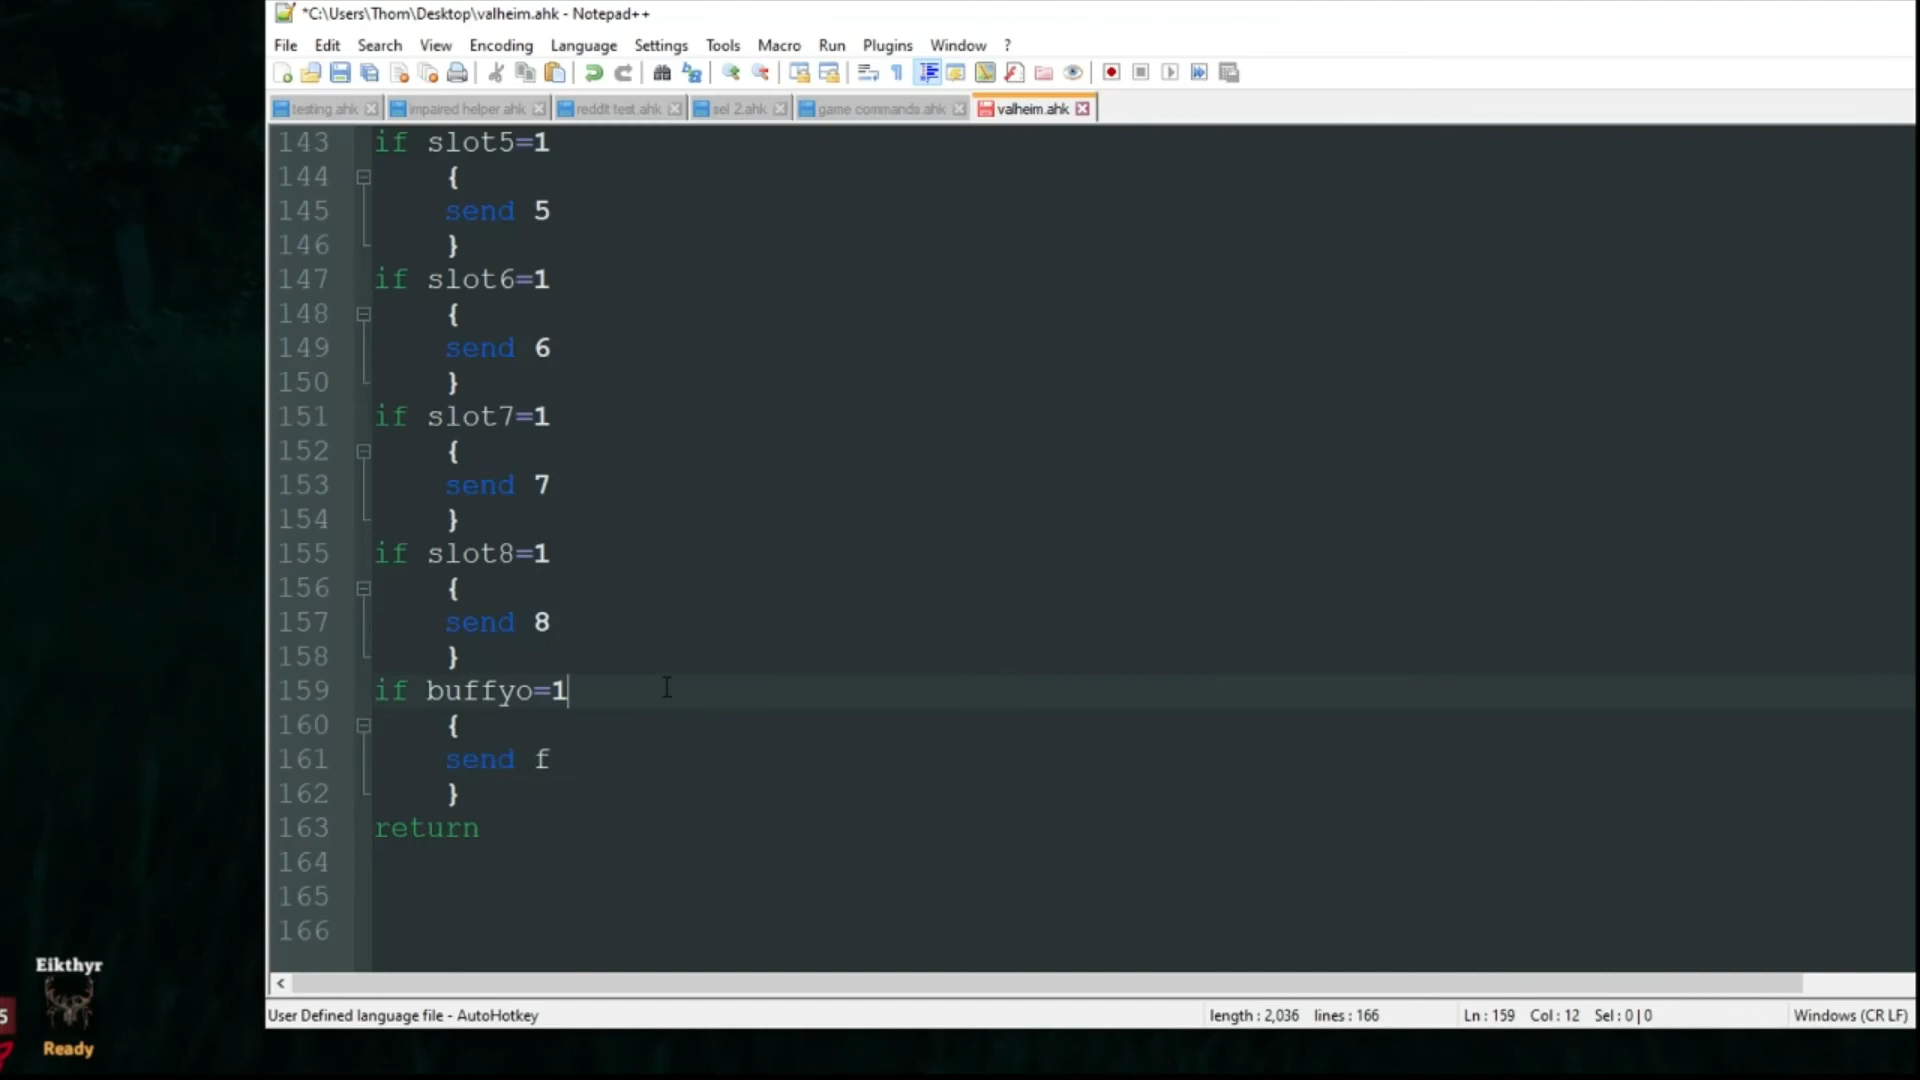 *C:\Users\Thom\Desktop\valheim.ahk - Notepad++
File Edit Search View Encoding Language Settings Tools Macro Run Plugins Window ?
testing.ahk impaired helper.ahk reddit test.ahk sel 2.ahk game commands.ahk valheim.ahk
143 if slot5=1
144 {
145 send 5
146 }
147 if slot6=1
148 {
149 send 6
150 }
151 if slot7=1
152 {
153 send 7
154 }
155 if slot8=1
156 {
157 send 8
158 }
159 if buffyo=1
160 {
161 send f
162 }
163 return
164
165
166
Eikthyr
5
Ready
User Defined language file - AutoHotkey length : 2,036 lines : 166 Ln : 159 Col : 12 Sel : 0 | 0 Windows (CR LF)